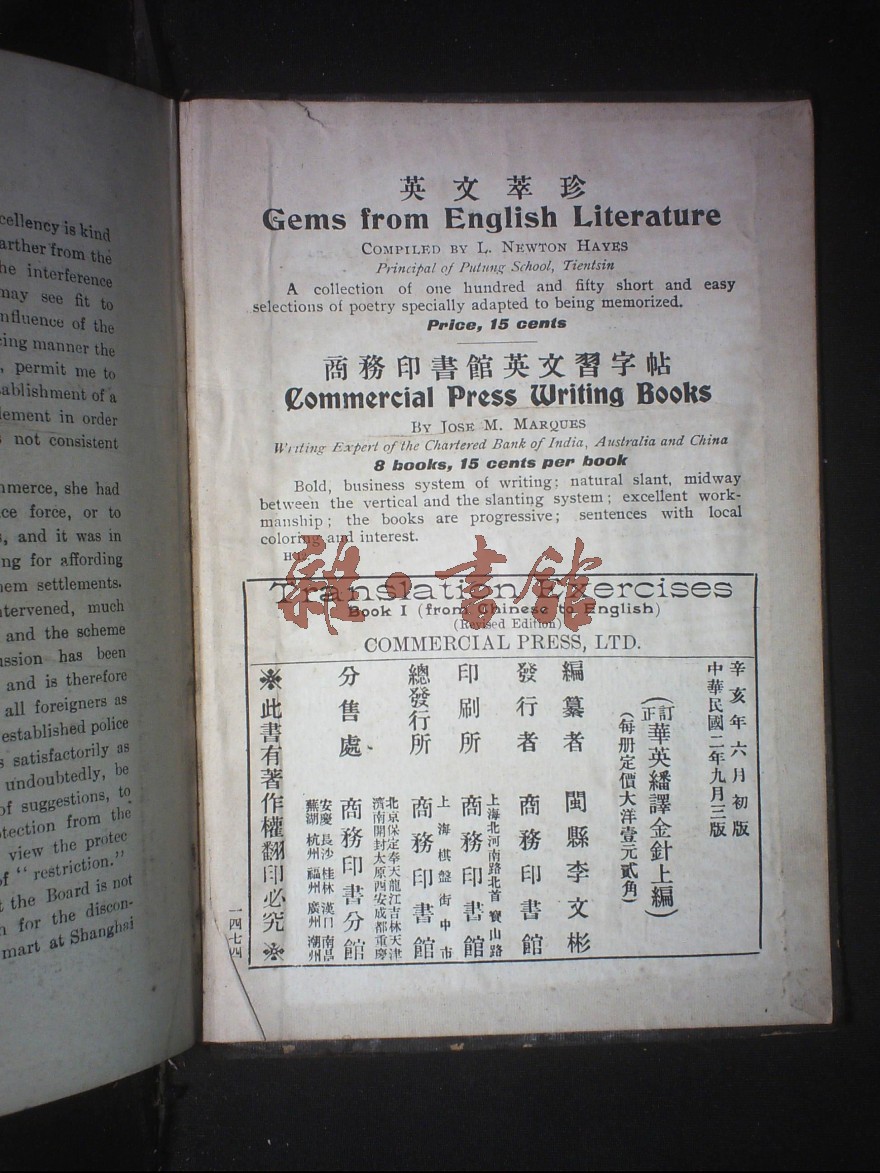 cellency is kind
arther from the
he interference
may see fit to
nfluence of the
cing manner the
, permit me to
ablishment of a
lement in order
not consistent
mmerce, she had
ce force, or to
s, and it was in
ng for affording
hem settlements.
ntervened, much
and the scheme
ussion has been
and is therefore
all foreigners as
established police
s satisfactorily as
undoubtedly, be
of suggestions, to
otection from the
view the protec
of "restriction."
t the Board is not
n for the discon-
mart at Shanghai
英文萃珍
Gems from English Literature
COMPILED BY L. NEWTON HAYES
Principal of Putung School, Tientsin
A collection of one hundred and fifty short and easy
selections of poetry specially adapted to being memorized.
Price, 15 cents
商務印書館英文習字帖
Commercial Press Writing Books
BY JOSE M. MARQUES
Writing Expert of the Chartered Bank of India, Australia and China
8 books, 15 cents per book
Bold, business system of writing; natural slant, midway
between the vertical and the slanting system; excellent work-
manship; the books are progressive; sentences with local
coloring and interest.
雜·書館
Translation Exercises
Book I (from Chinese to English)
(Revised Edition)
COMMERCIAL PRESS, LTD.
辛亥年六月初版
中華民國二年九月三版
(訂正華英繙譯金針上編)
(每册定價大洋壹元貳角)
編纂者 閩縣李文彬
發行者 商務印書館
印刷所 上海北河南路北首寶山路 商務印書館
總發行所 上海棋盤街中市 商務印書館
分售處 北京保定奉天龍江吉林天津
濟南開封太原西安成都重慶
商務印書分館
安慶長沙桂林漢口南昌
蕪湖杭州福州廣州潮州
※此書有著作權翻印必究※
一四七四